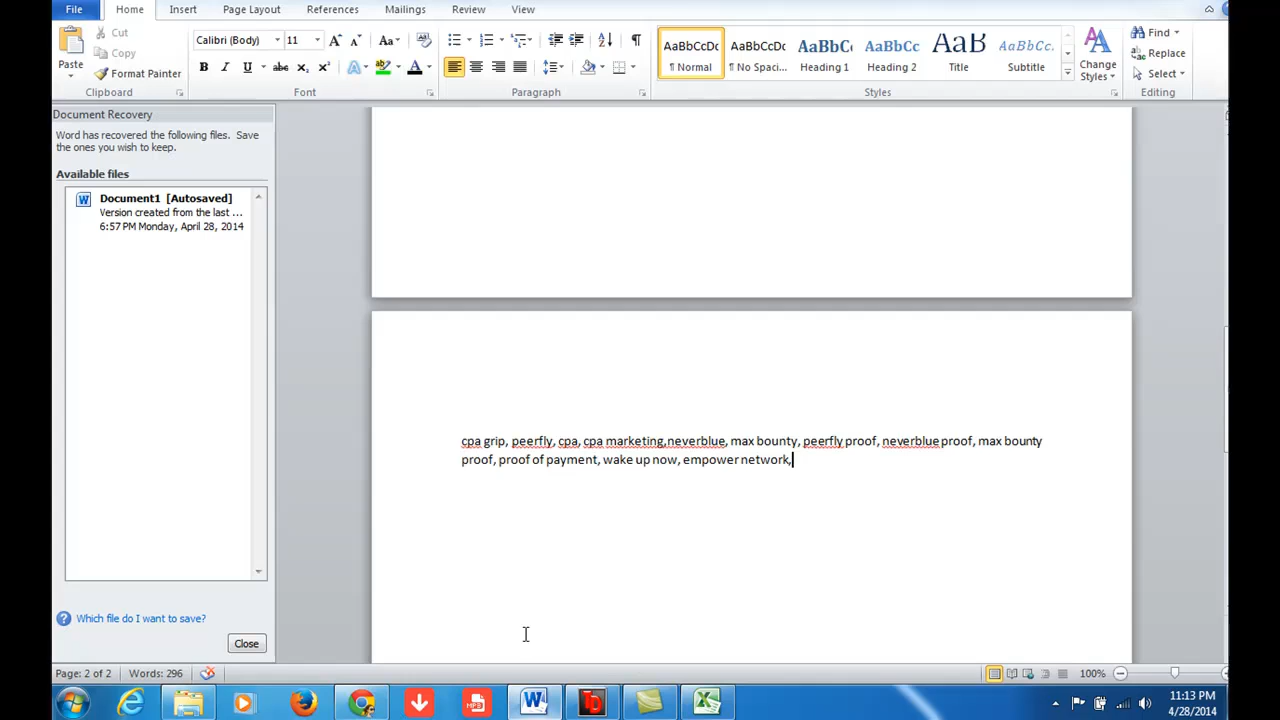 File Home Insert Page Layout References Mailings Review View
Cut
Copy
Format Painter
Paste
Calibri (Body) 11
AaBbCcDc AaBbCcDc AaBbC AaBbCc AaB AaBbCc.
¶ Normal ¶ No Spaci... Heading 1 Heading 2 Title Subtitle
Change
Styles
Find
Replace
Select
Clipboard Font Paragraph Styles Editing
Document Recovery
Word has recovered the following files. Save
the ones you wish to keep.
Available files
Document1 [Autosaved]
Version created from the last ...
6:57 PM Monday, April 28, 2014
Which file do I want to save?
Close
cpa grip, peerfly, cpa, cpa marketing,neverblue, max bounty, peerfly proof, neverblue proof, max bounty
proof, proof of payment, wake up now, empower network,
Page: 2 of 2 Words: 296
100%
11:13 PM
4/28/2014